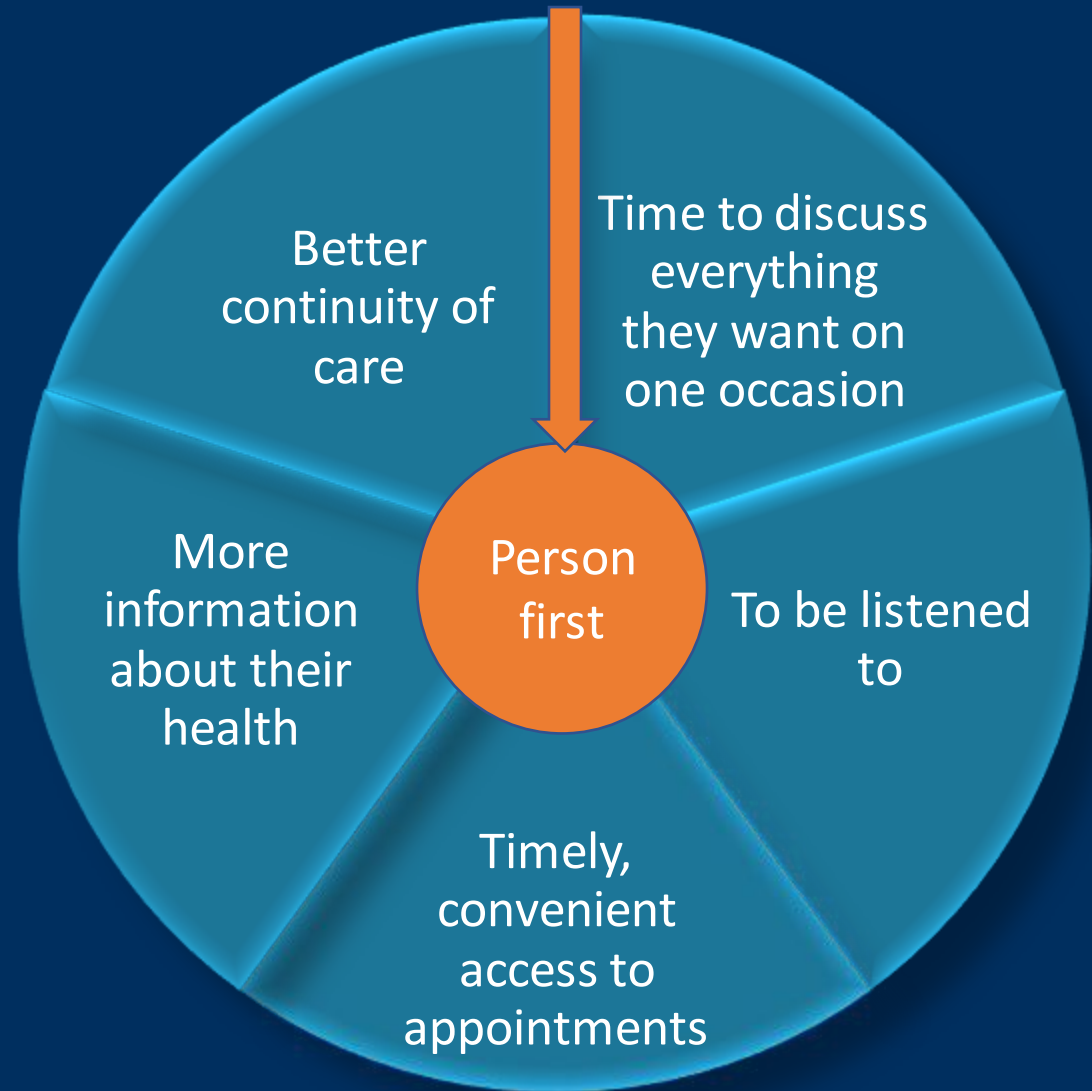 Better
continuity of
care
Time to discuss
everything
they want on
one occasion
More
information
about their
health
Person
first
To be listened
to
Timely,
convenient
access to
appointments